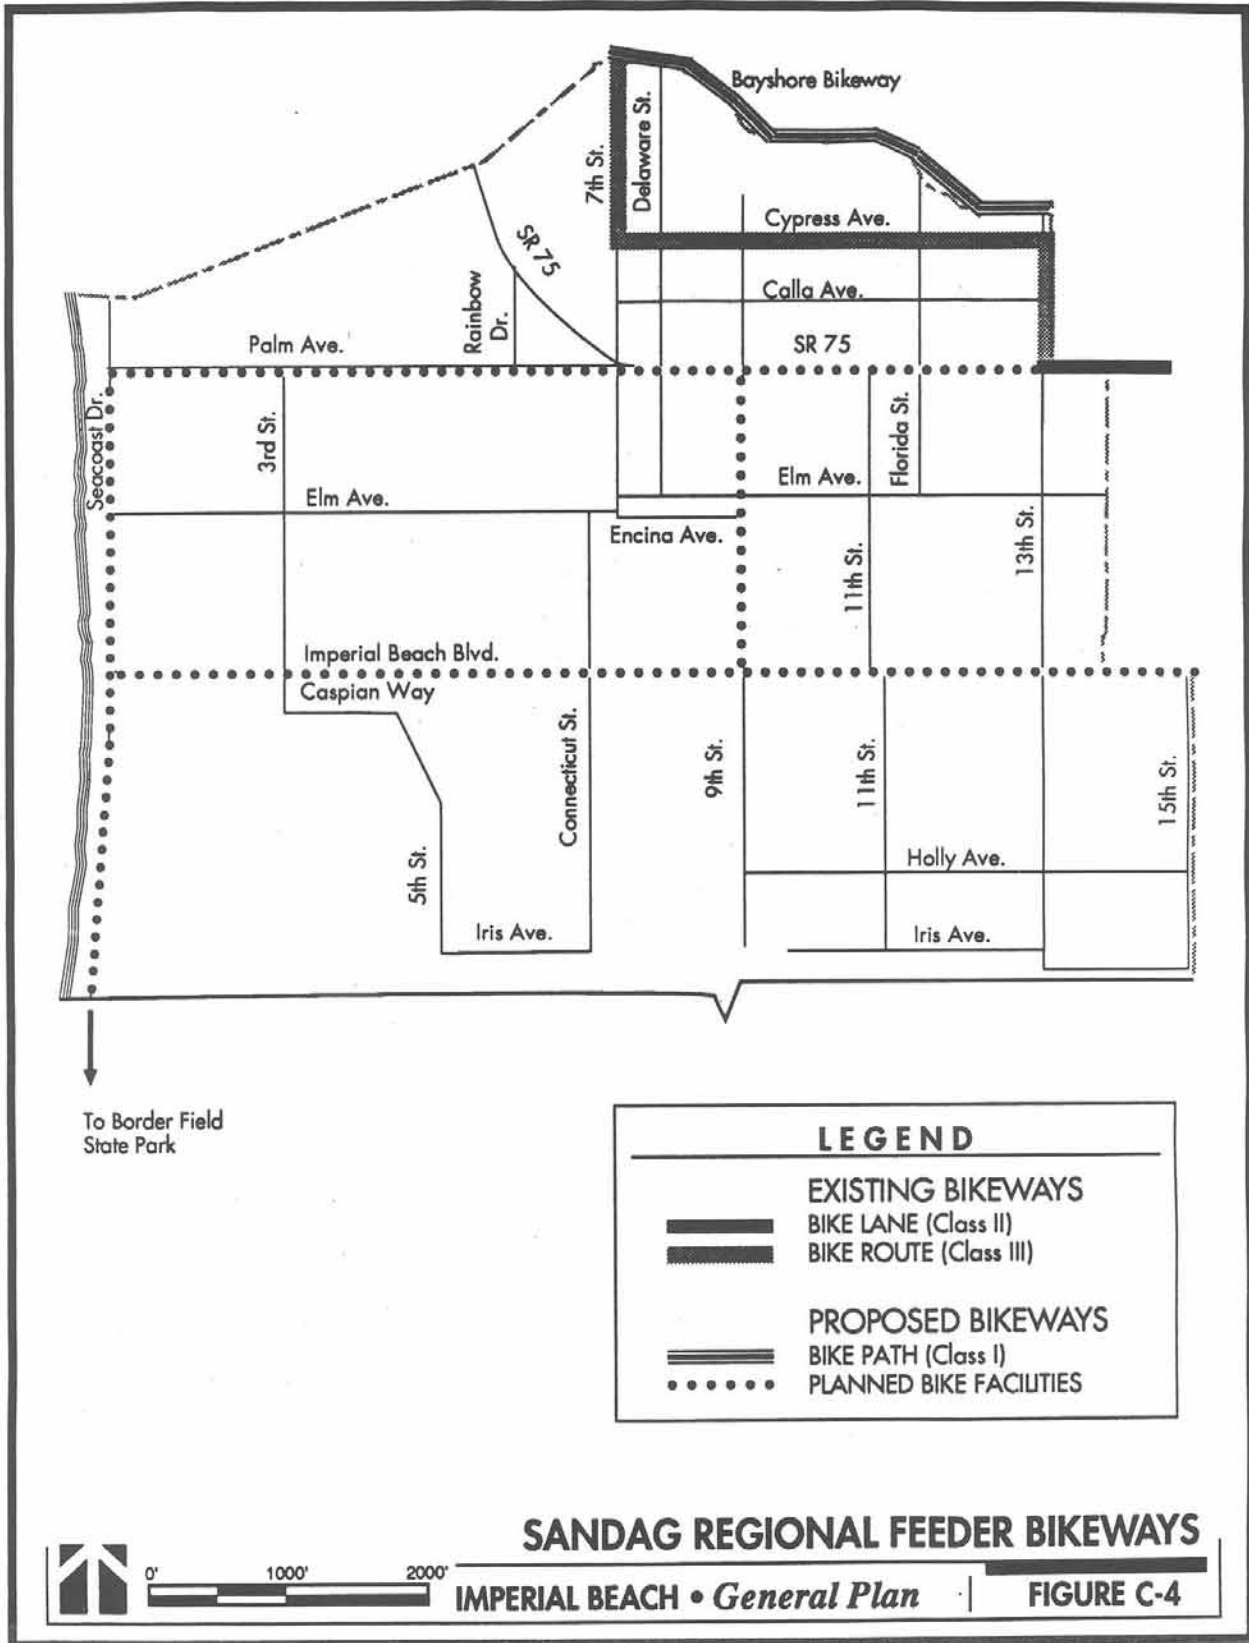 Bayshore Bikeway
7th St.
Delaware St.
Cypress Ave.
SR 75
Calla Ave.
Rainbow
Dr.
Palm Ave.
SR 75
Seacoast Dr.
3rd St.
Florida St.
Elm Ave.
Elm Ave.
Encina Ave.
11th St.
13th St.
Imperial Beach Blvd.
Caspian Way
Connecticut St.
9th St.
11th St.
15th St.
5th St.
Holly Ave.
Iris Ave.
Iris Ave.
To Border Field
State Park
LEGEND
EXISTING BIKEWAYS
BIKE LANE (Class II)
BIKE ROUTE (Class III)
PROPOSED BIKEWAYS
BIKE PATH (Class I)
PLANNED BIKE FACILITIES
SANDAG REGIONAL FEEDER BIKEWAYS
0' 1000' 2000'
IMPERIAL BEACH • General Plan
FIGURE C-4